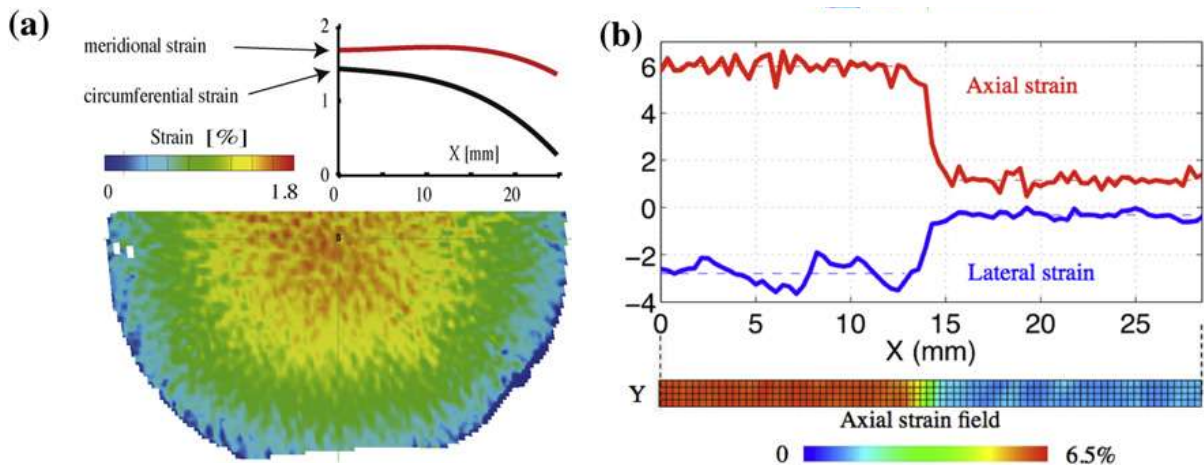 (a)
2
meridional strain
circumferential strain
1
Strain [%]
X [mm]
0
0
1.8
0
10
20
(b)
6
4
2
0
−2
−4
Axial strain
Lateral strain
0
5
10
15
20
25
X (mm)
Y
Axial strain field
0
6.5%